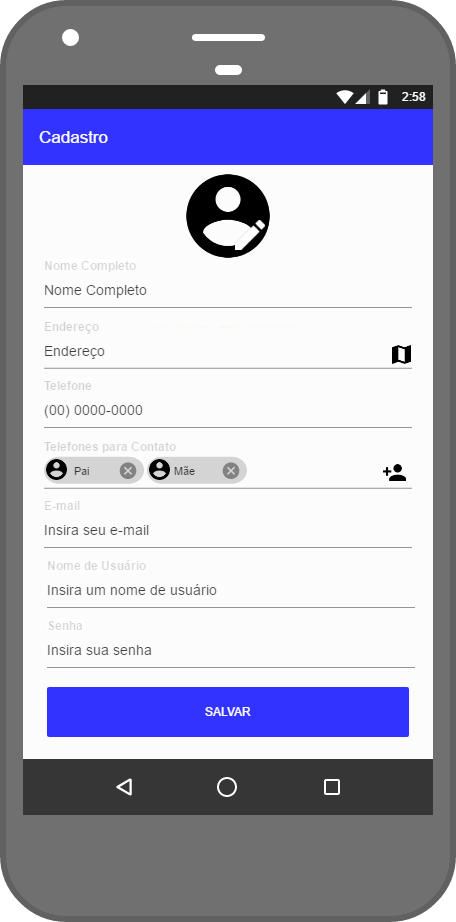 2:58
Cadastro
Nome Completo
Nome Completo
Endereço
Endereço
Telefone
(00) 0000-0000
Telefones para Contato
Pai Mãe
E-mail
Insira seu e-mail
Nome de Usuário
Insira um nome de usuário
Senha
Insira sua senha
SALVAR